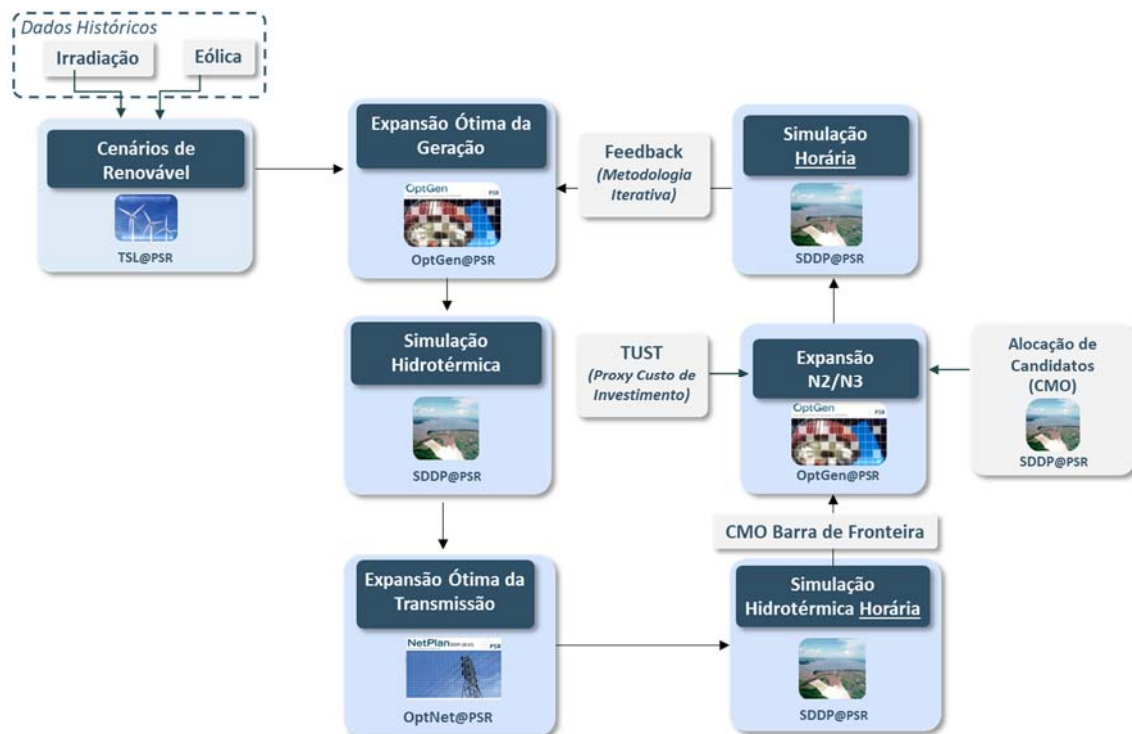 Dados Históricos
Irradiação
Eólica
Cenários de
Renovável
TSL@PSR
Expansão Ótima da
Geração
OptGen
PSR
OptGen@PSR
Feedback
(Metodologia
Iterativa)
Simulação
Horária
SDDP@PSR
Simulação
Hidrotérmica
SDDP@PSR
TUST
(Proxy Custo de
Investimento)
Expansão
N2/N3
OptGen
PSR
OptGen@PSR
Alocação de
Candidatos
(CMO)
SDDP@PSR
CMO Barra de Fronteira
Expansão Ótima da
Transmissão
NetPlan
PSR
OptNet@PSR
Simulação
Hidrotérmica Horária
SDDP@PSR